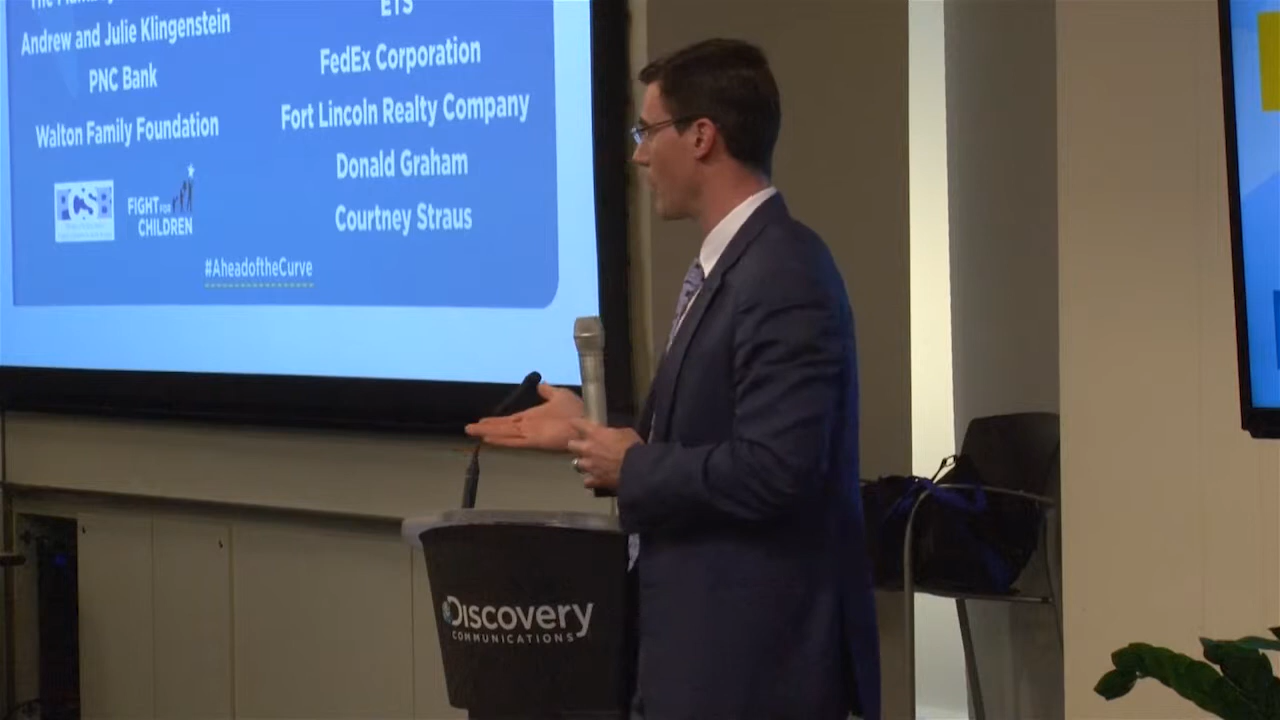 Andrew and Julie Klingenstein
PNC Bank
Walton Family Foundation
PCSB
FIGHT FOR
CHILDREN
ETS
FedEx Corporation
Fort Lincoln Realty Company
Donald Graham
Courtney Straus
#AheadoftheCurve
Discovery
COMMUNICATIONS